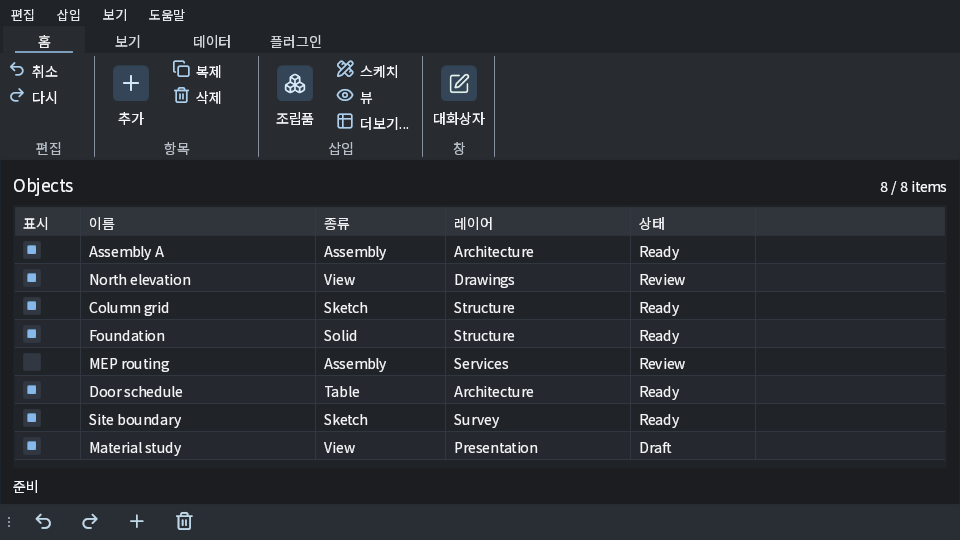 편집 삽입 보기 도움말
홈 보기 데이터 플러그인
취소
다시
편집
추가
복제
삭제
항목
조립품
스케치
뷰
더보기...
삽입
대화상자
창
Objects 8 / 8 items
표시 이름 종류 레이어 상태
Assembly A Assembly Architecture Ready
North elevation View Drawings Review
Column grid Sketch Structure Ready
Foundation Solid Structure Ready
MEP routing Assembly Services Review
Door schedule Table Architecture Ready
Site boundary Sketch Survey Ready
Material study View Presentation Draft
준비